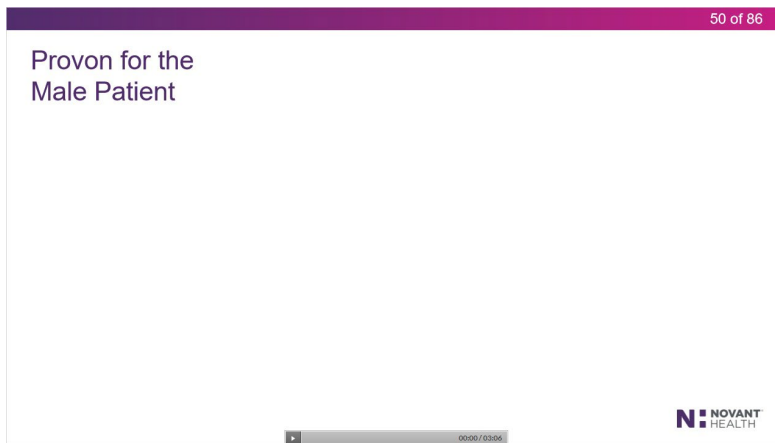 50 of 86
Provon for the
Male Patient
NOVANT
HEALTH
00:00 / 03:06